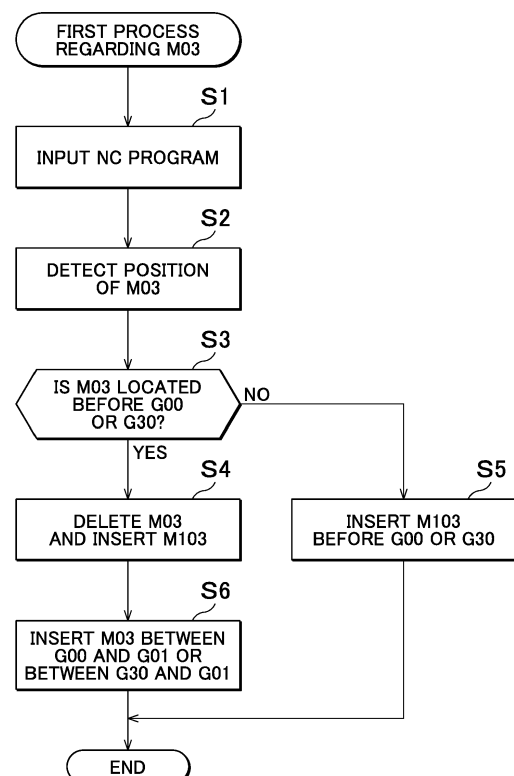 FIRST PROCESS
REGARDING M03
S1
INPUT NC PROGRAM
S2
DETECT POSITION
OF M03
S3
IS M03 LOCATED
BEFORE G00
OR G30?
NO
YES
S4
DELETE M03
AND INSERT M103
S5
INSERT M103
BEFORE G00 OR G30
S6
INSERT M03 BETWEEN
G00 AND G01 OR
BETWEEN G30 AND G01
END